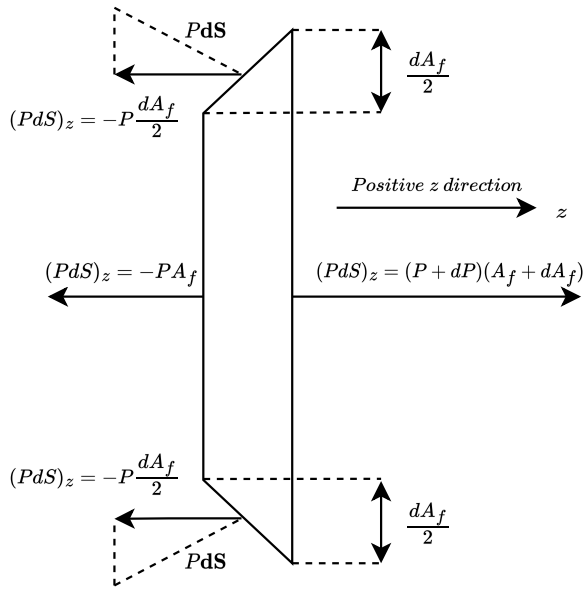 PdS
dA_f/2
(PdS)_z = -P dA_f/2
Positive z direction
z
(PdS)_z = -PA_f
(PdS)_z = (P + dP)(A_f + dA_f)
(PdS)_z = -P dA_f/2
dA_f/2
PdS